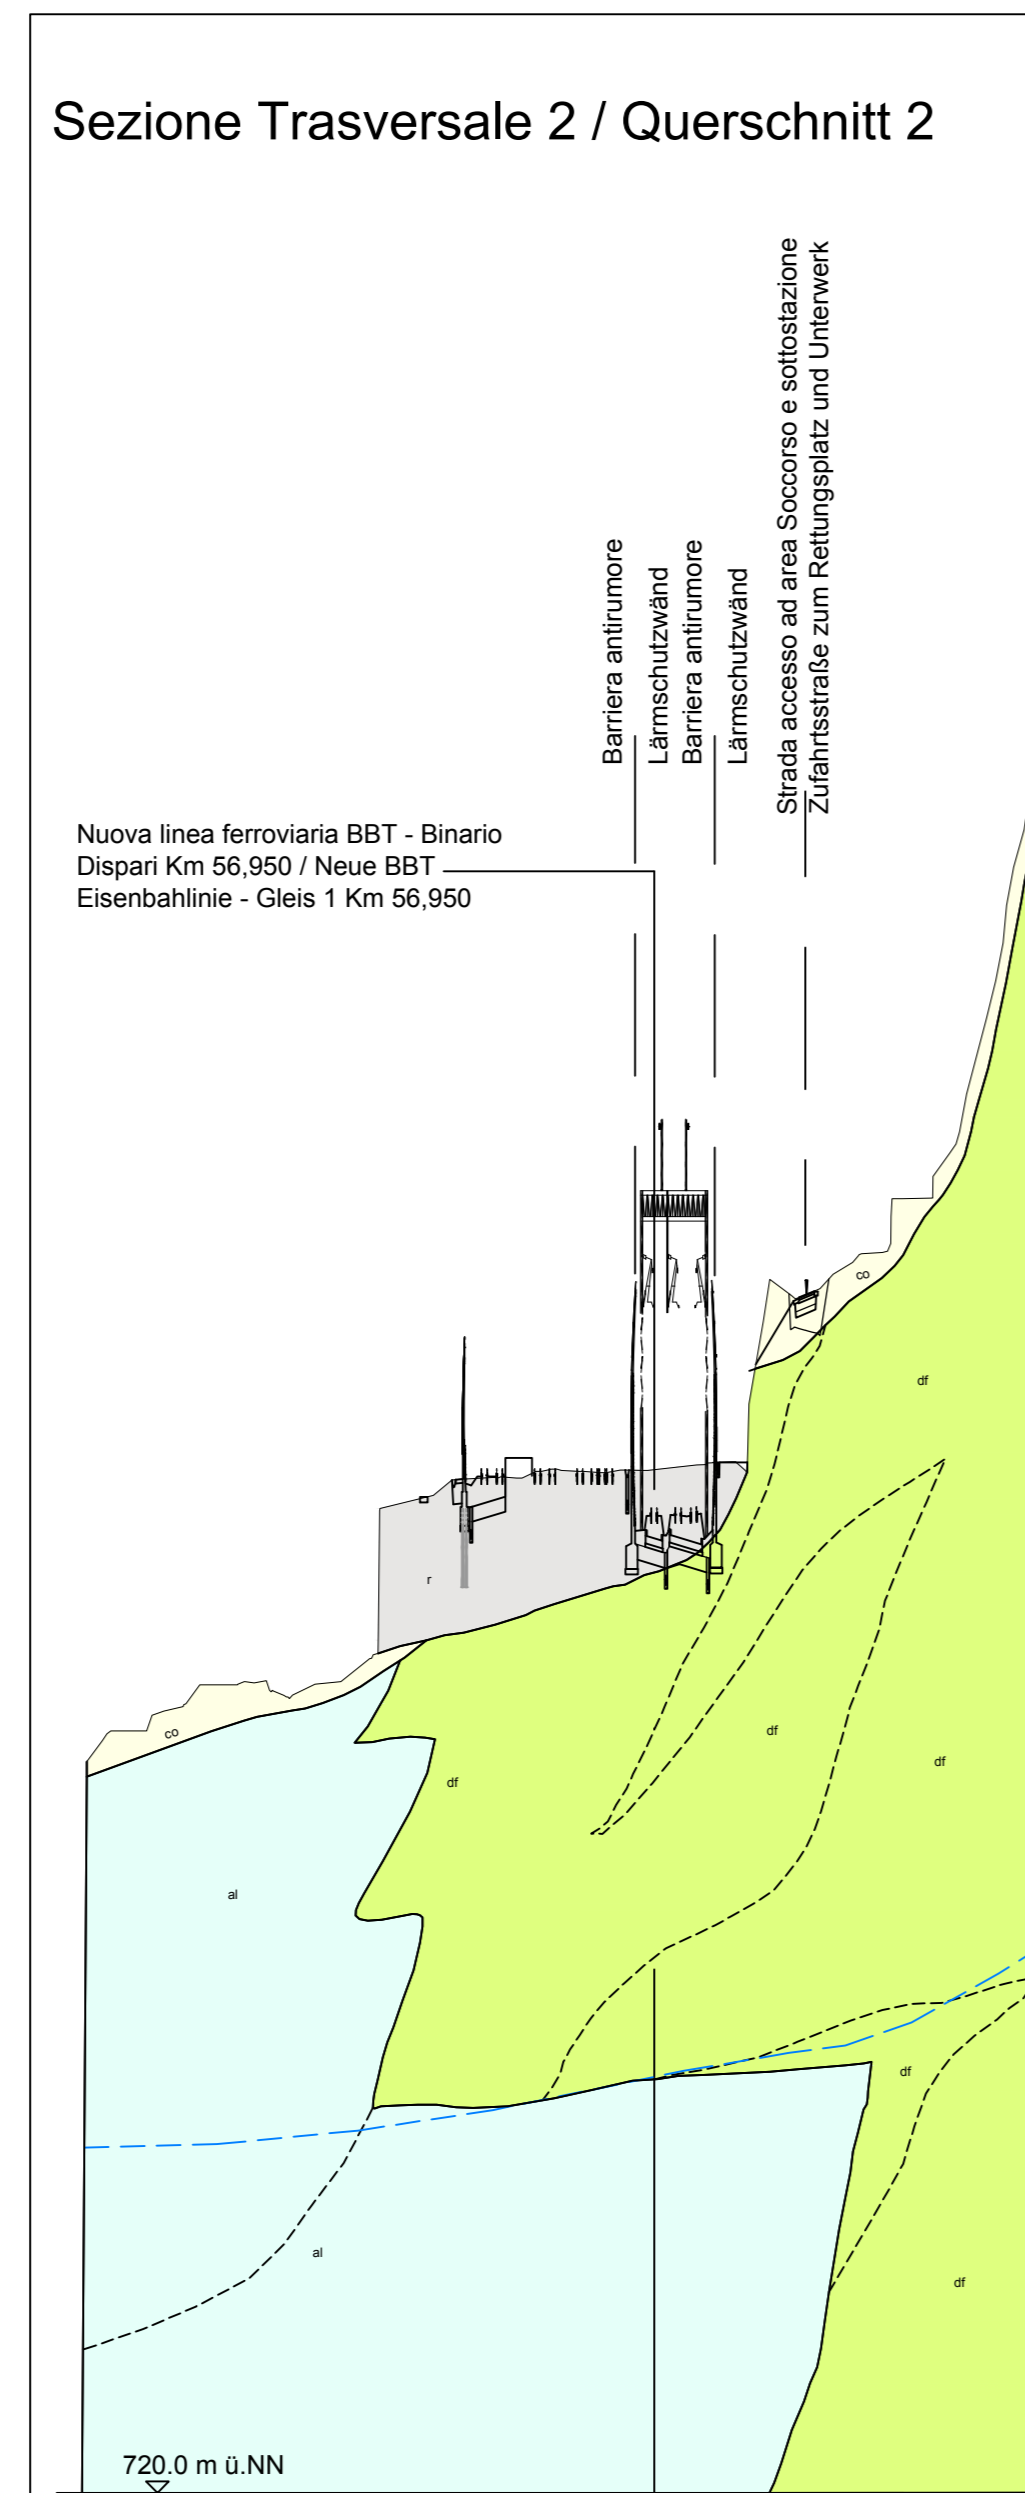 Sezione Trasversale 2 / Querschnitt 2
Strada accesso ad area Soccorso e sottostazione
Zufahrtsstraße zum Rettungsplatz und Unterwerk
Barriera antirumore
Lärmschutzwänd
Barriera antirumore
Lärmschutzwänd
Nuova linea ferroviaria BBT - Binario
Dispari Km 56,950 / Neue BBT
Eisenbahlinie - Gleis 1 Km 56,950
co
df
r
co
df
df
df
al
df
al
df
720.0 m ü.NN